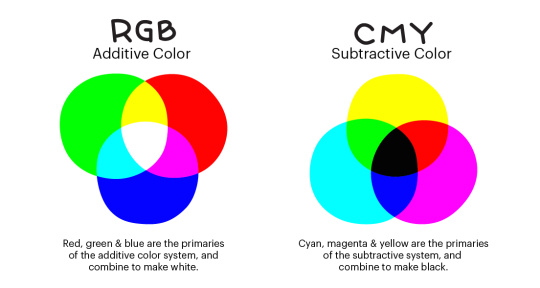 RGB
Additive Color
Red, green & blue are the primaries
of the additive color system, and
combine to make white.
CMY
Subtractive Color
Cyan, magenta & yellow are the primaries
of the subtractive system, and
combine to make black.